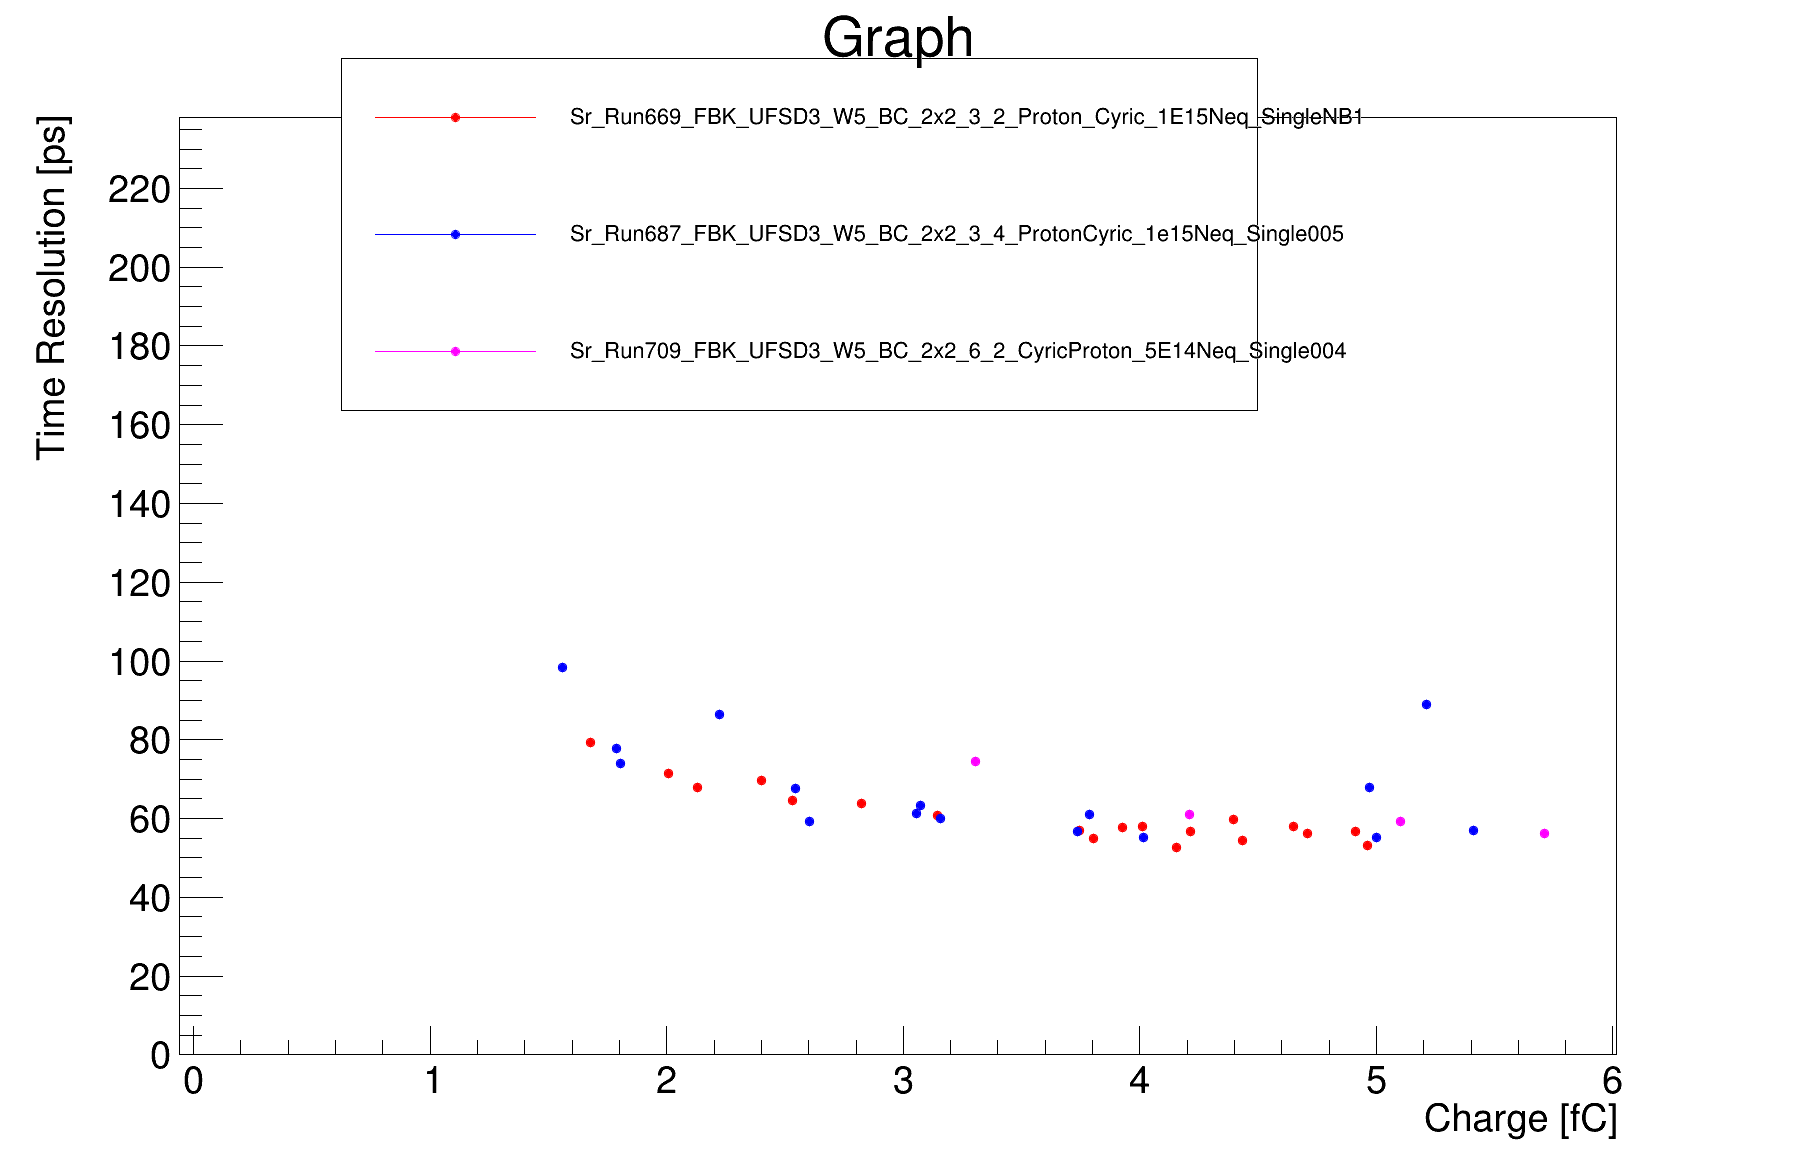 Graph
Sr_Run669_FBK_UFSD3_W5_BC_2x2_3_2_Proton_Cyric_1E15Neq_SingleNB1
Sr_Run687_FBK_UFSD3_W5_BC_2x2_3_4_ProtonCyric_1e15Neq_Single005
Sr_Run709_FBK_UFSD3_W5_BC_2x2_6_2_CyricProton_5E14Neq_Single004
Time Resolution [ps]
220
200
180
160
140
120
100
80
60
40
20
0
0 1 2 3 4 5 6
Charge [fC]